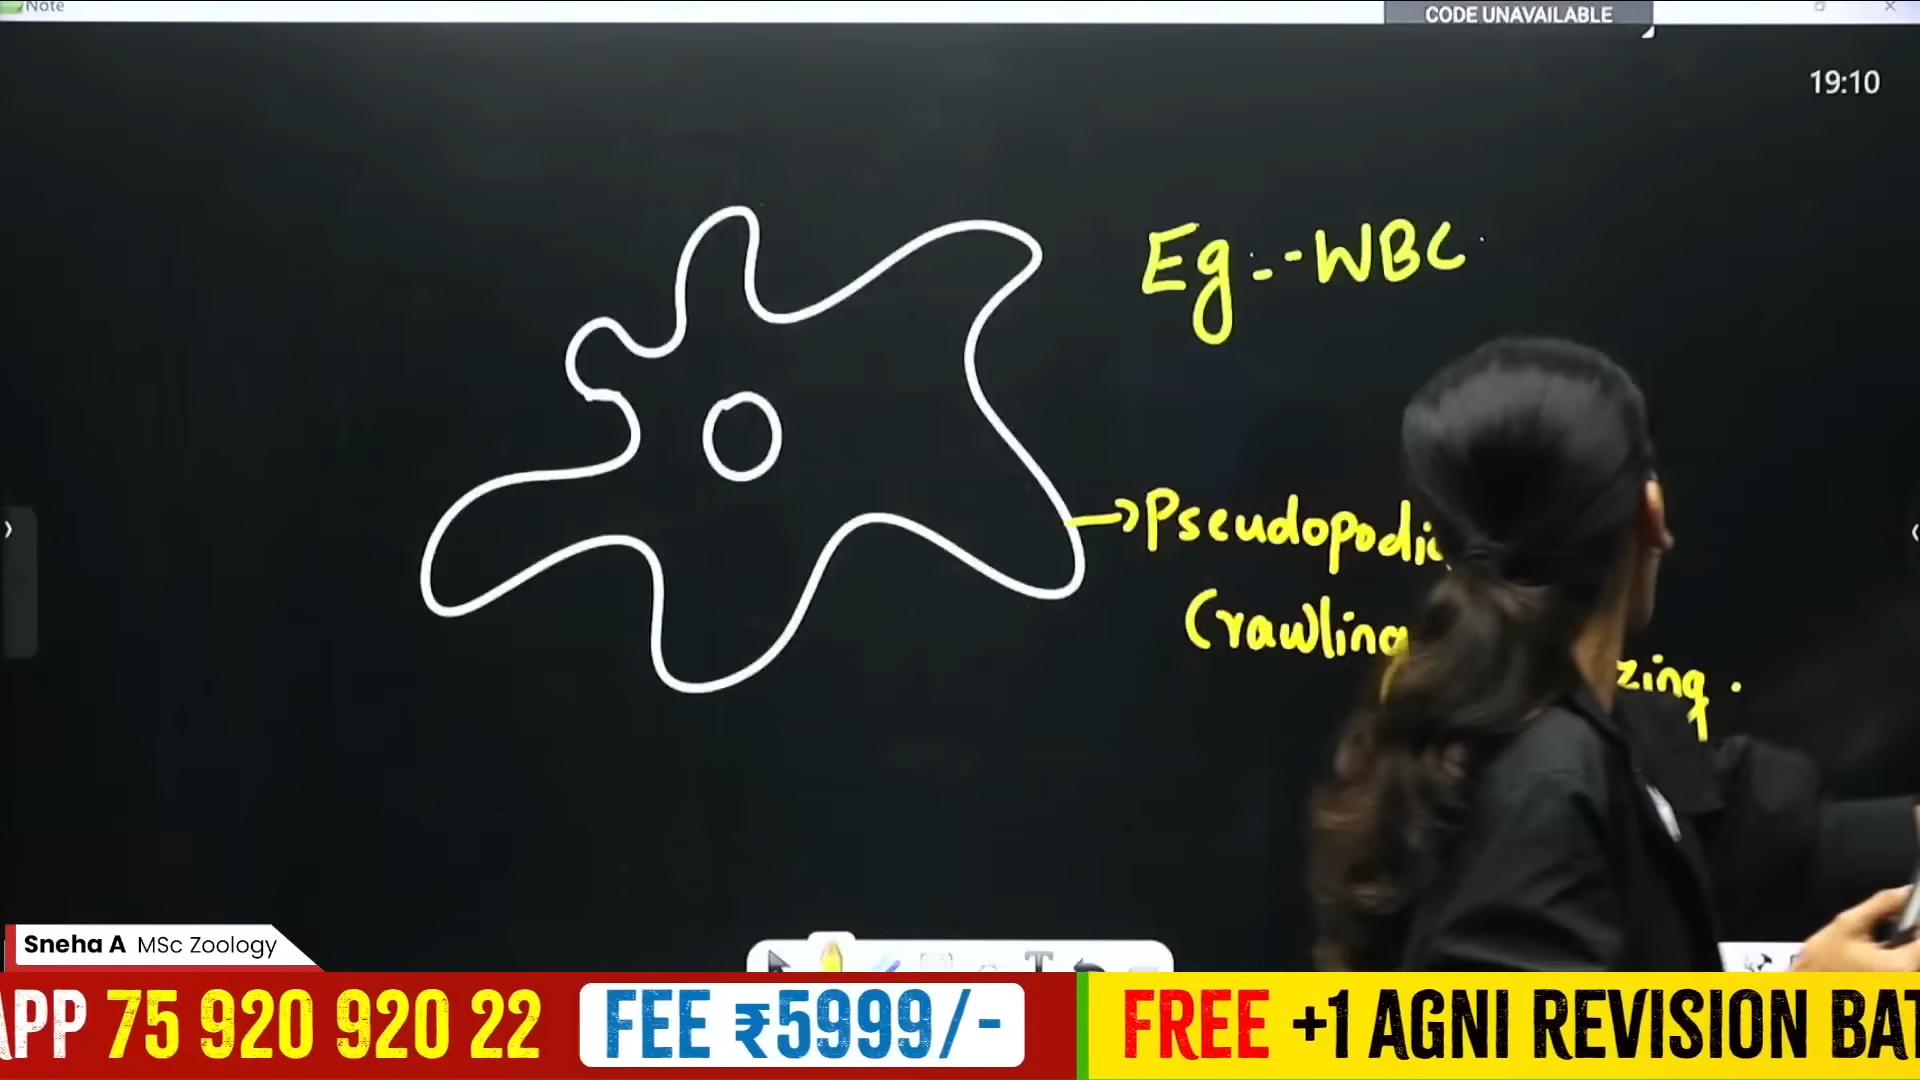 Note
CODE UNAVAILABLE
19:10
Eg:-WBC
Pseudopodi
Crawling
zing.
Sneha A MSc Zoology
APP 75 920 920 22
FEE ₹5999/-
FREE +1 AGNI REVISION BAT